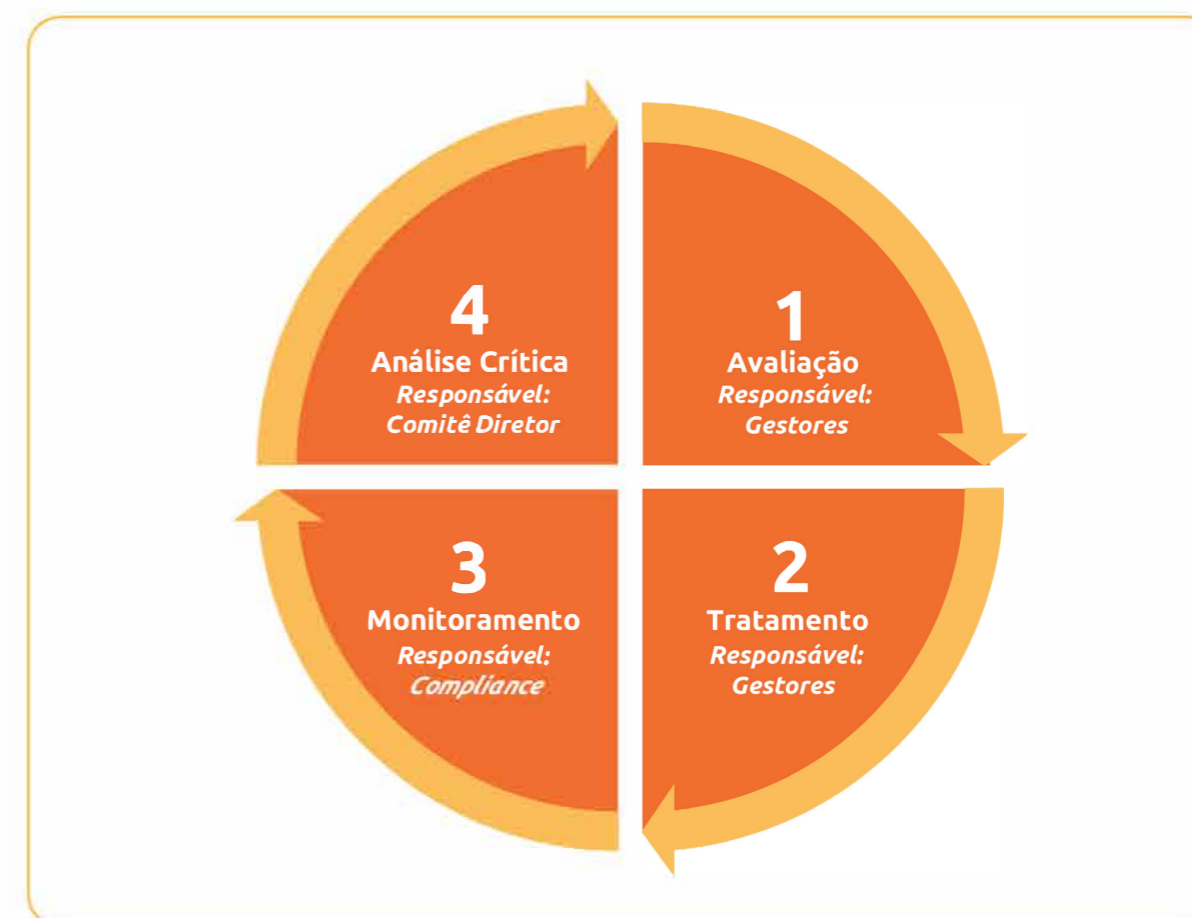 4
Análise Crítica
Responsável:
Comitê Diretor
1
Avaliação
Responsável:
Gestores
3
Monitoramento
Responsável:
Compliance
2
Tratamento
Responsável:
Gestores